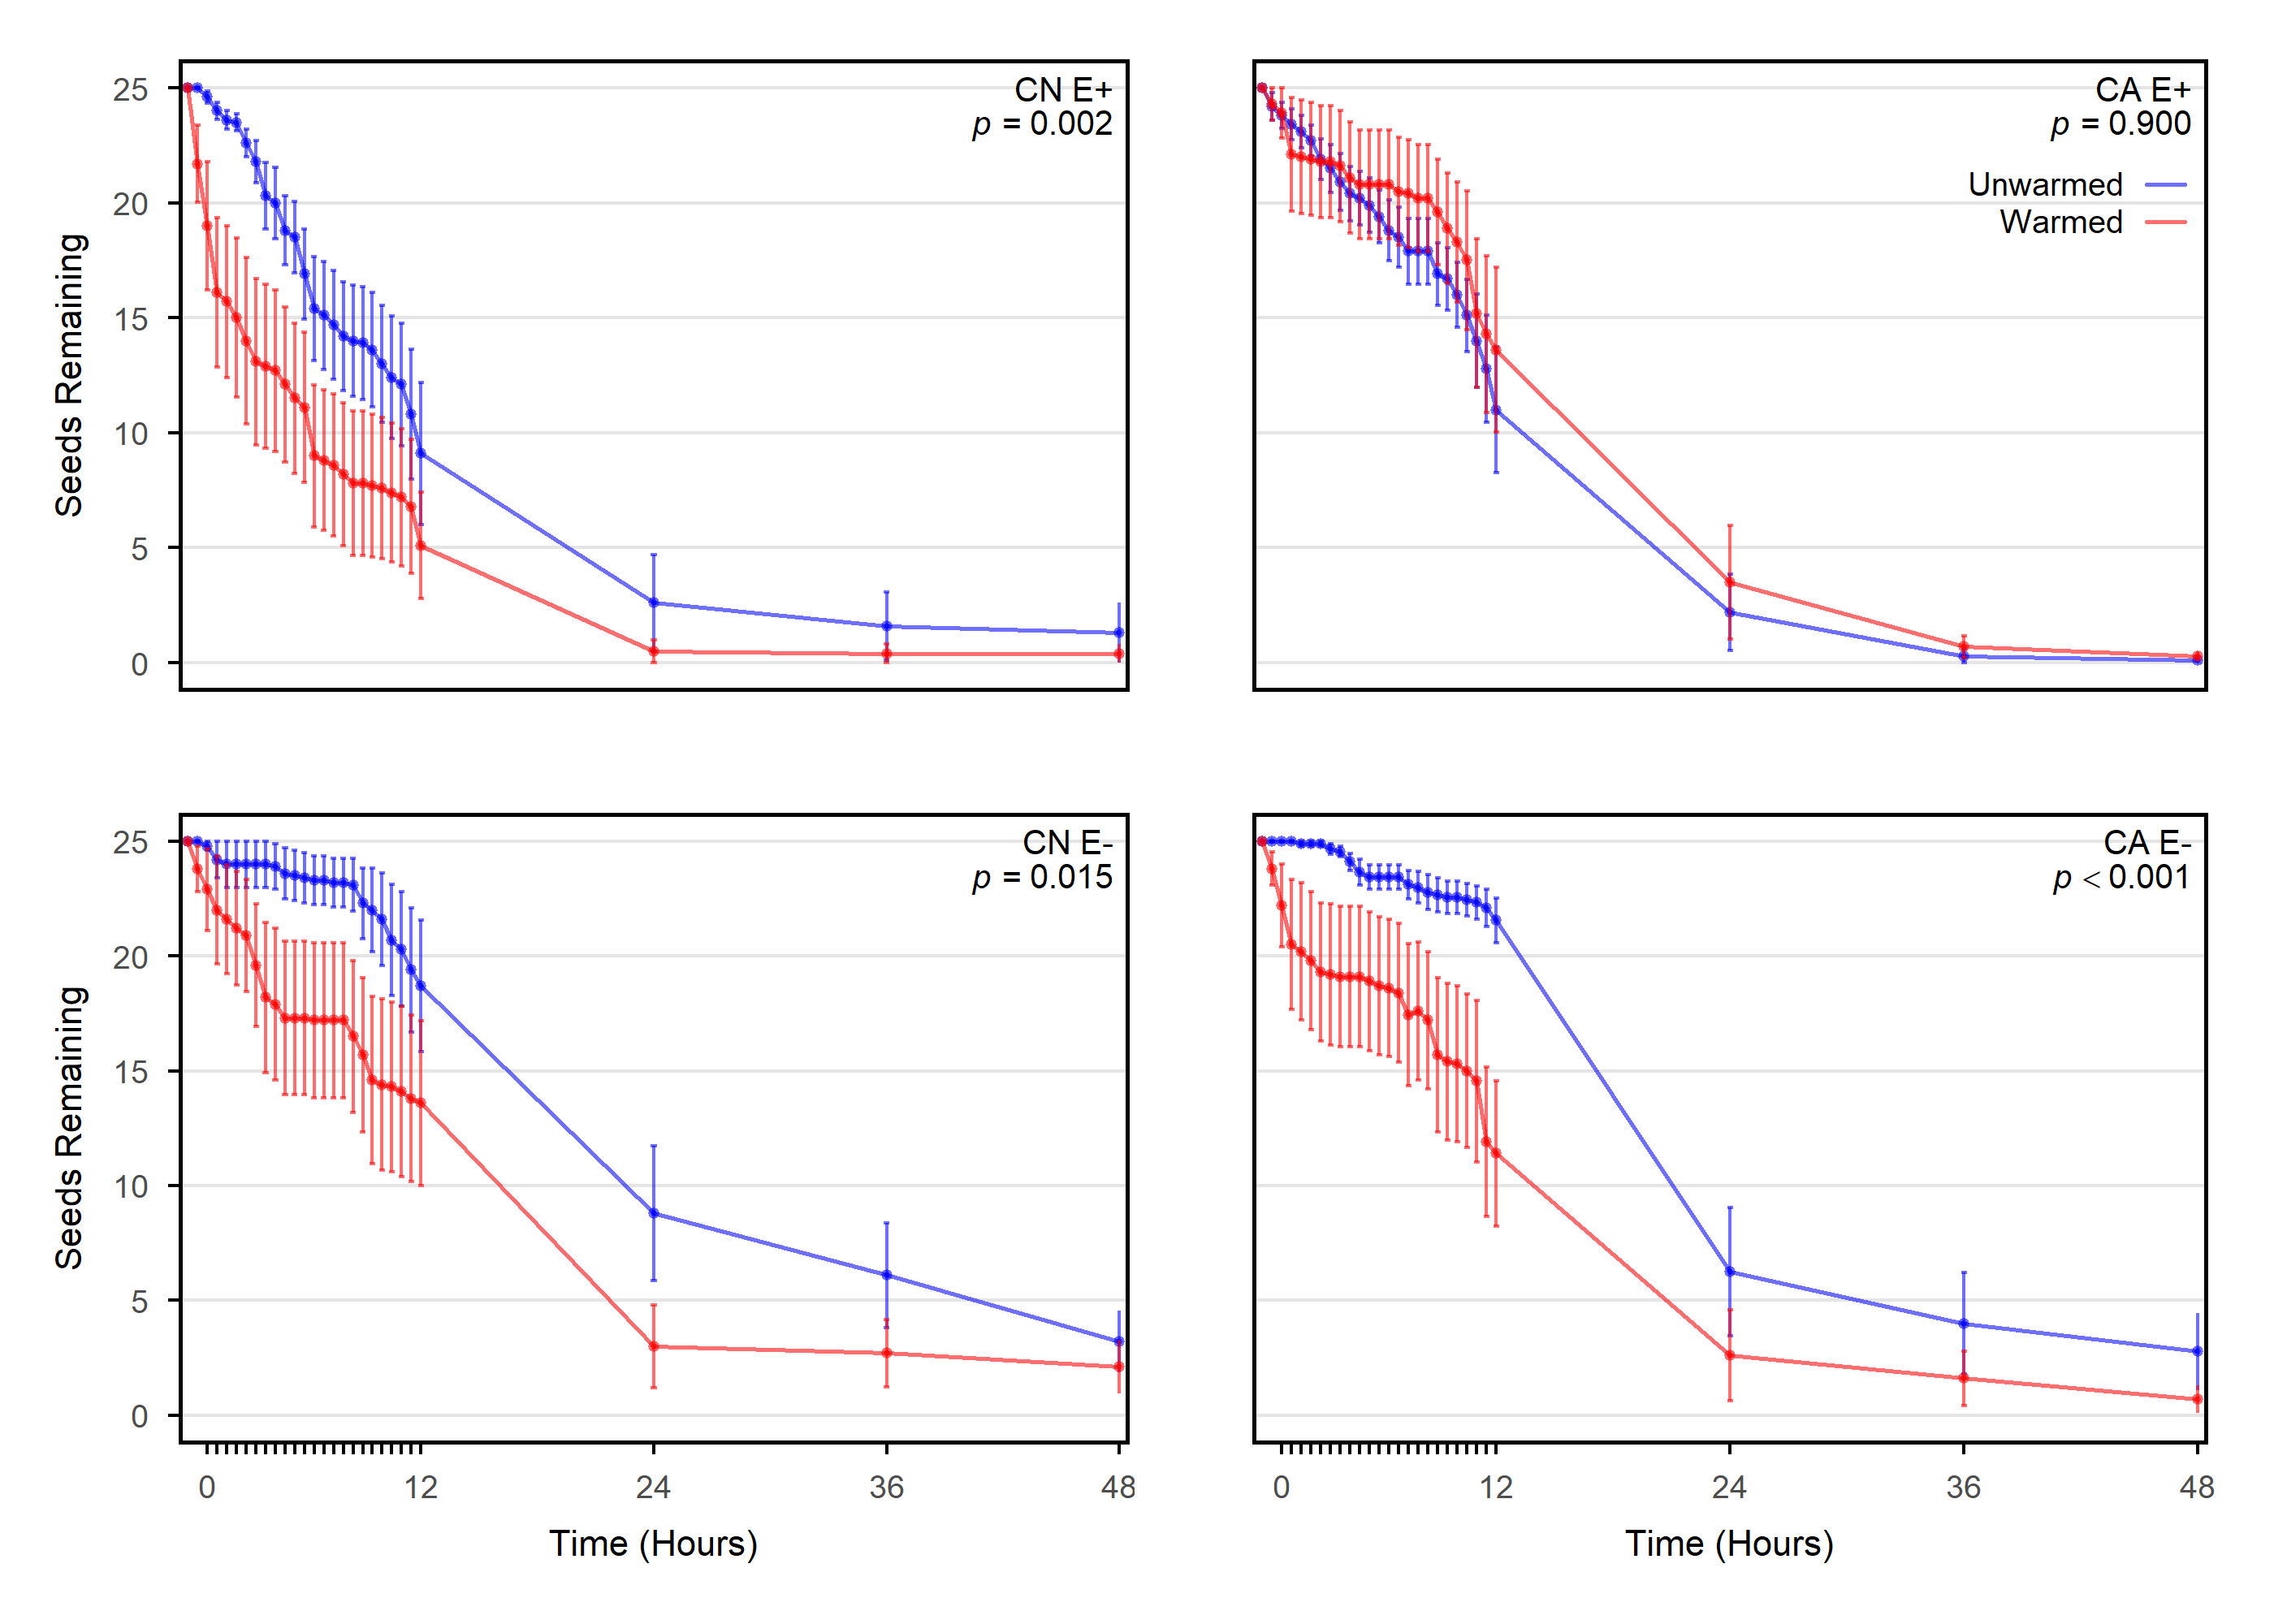 CN E+
p = 0.002
25
20
15
10
5
0
Seeds Remaining
CA E+
p = 0.900
Unwarmed
Warmed
CN E-
p = 0.015
25
20
15
10
5
0
Seeds Remaining
0 12 24 36 48
Time (Hours)
CA E-
p < 0.001
0 12 24 36 48
Time (Hours)